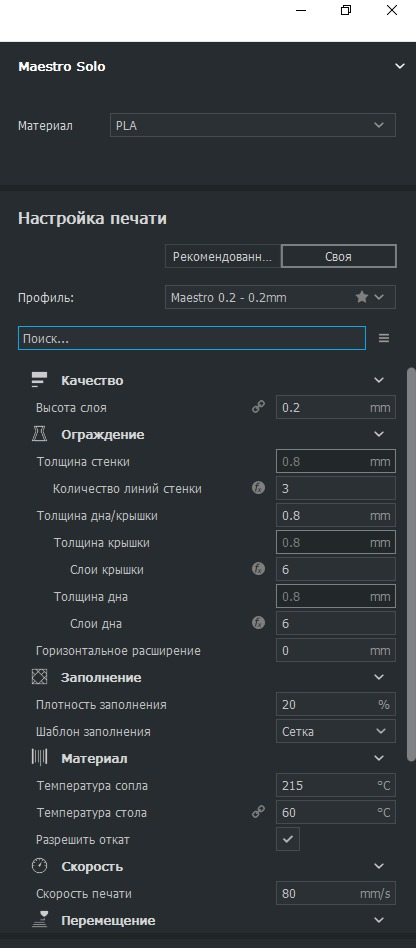 Maestro Solo
Материал PLA
Настройка печати
Рекомендованн... Своя
Профиль: Maestro 0.2 - 0.2mm
Поиск...
Качество
Высота слоя 0.2 mm
Ограждение
Толщина стенки 0.8 mm
Количество линий стенки fx 3
Толщина дна/крышки 0.8 mm
Толщина крышки 0.8 mm
Слои крышки fx 6
Толщина дна 0.8 mm
Слои дна fx 6
Горизонтальное расширение 0 mm
Заполнение
Плотность заполнения 20 %
Шаблон заполнения Сетка
Материал
Температура сопла 215 °C
Температура стола 60 °C
Разрешить откат
Скорость
Скорость печати 80 mm/s
Перемещение